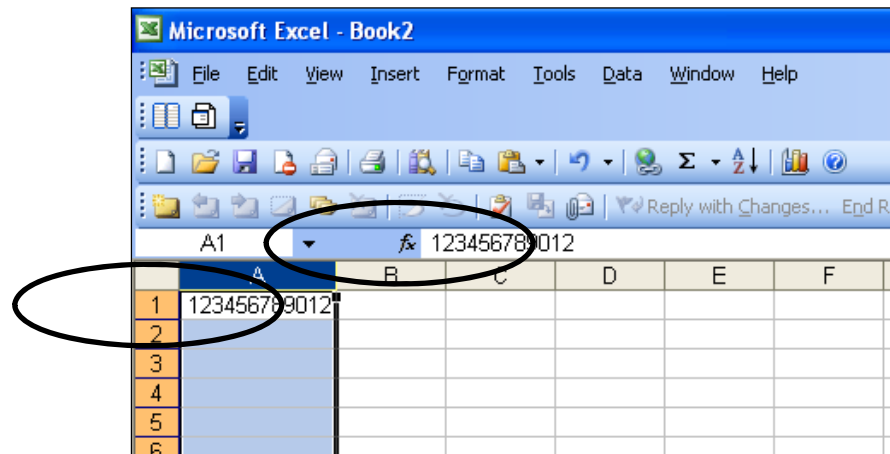 Microsoft Excel - Book2
File Edit View Insert Format Tools Data Window Help
Reply with Changes... End R
A1 fx 123456789012
A B C D E F
1 123456789012
2
3
4
5
6